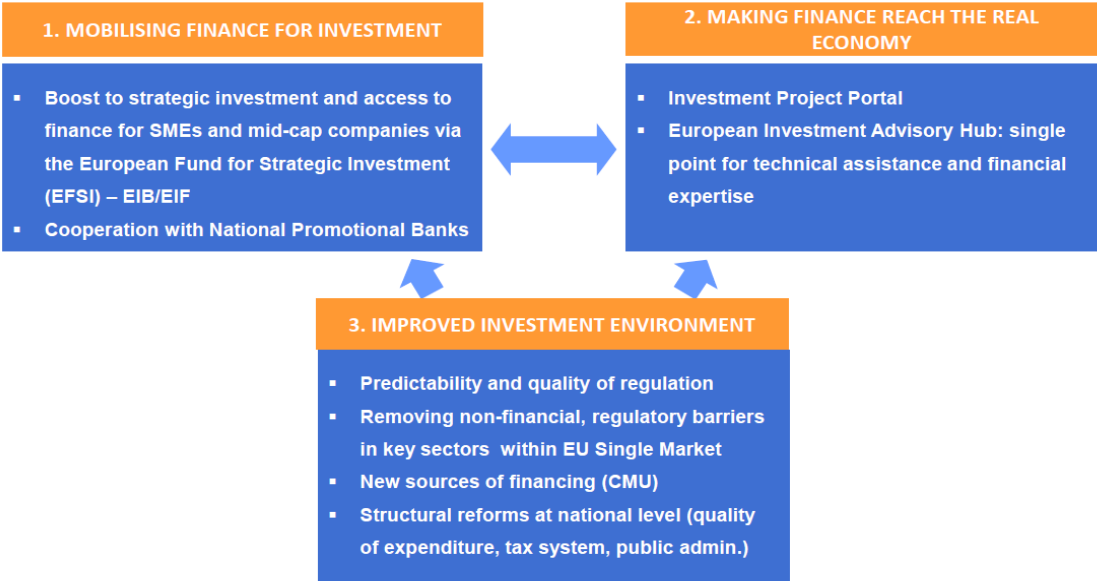 1. MOBILISING FINANCE FOR INVESTMENT
▪ Boost to strategic investment and access to
finance for SMEs and mid-cap companies via
the European Fund for Strategic Investment
(EFSI) – EIB/EIF
▪ Cooperation with National Promotional Banks
2. MAKING FINANCE REACH THE REAL
ECONOMY
▪ Investment Project Portal
▪ European Investment Advisory Hub: single
point for technical assistance and financial
expertise
3. IMPROVED INVESTMENT ENVIRONMENT
▪ Predictability and quality of regulation
▪ Removing non-financial, regulatory barriers
in key sectors within EU Single Market
▪ New sources of financing (CMU)
▪ Structural reforms at national level (quality
of expenditure, tax system, public admin.)